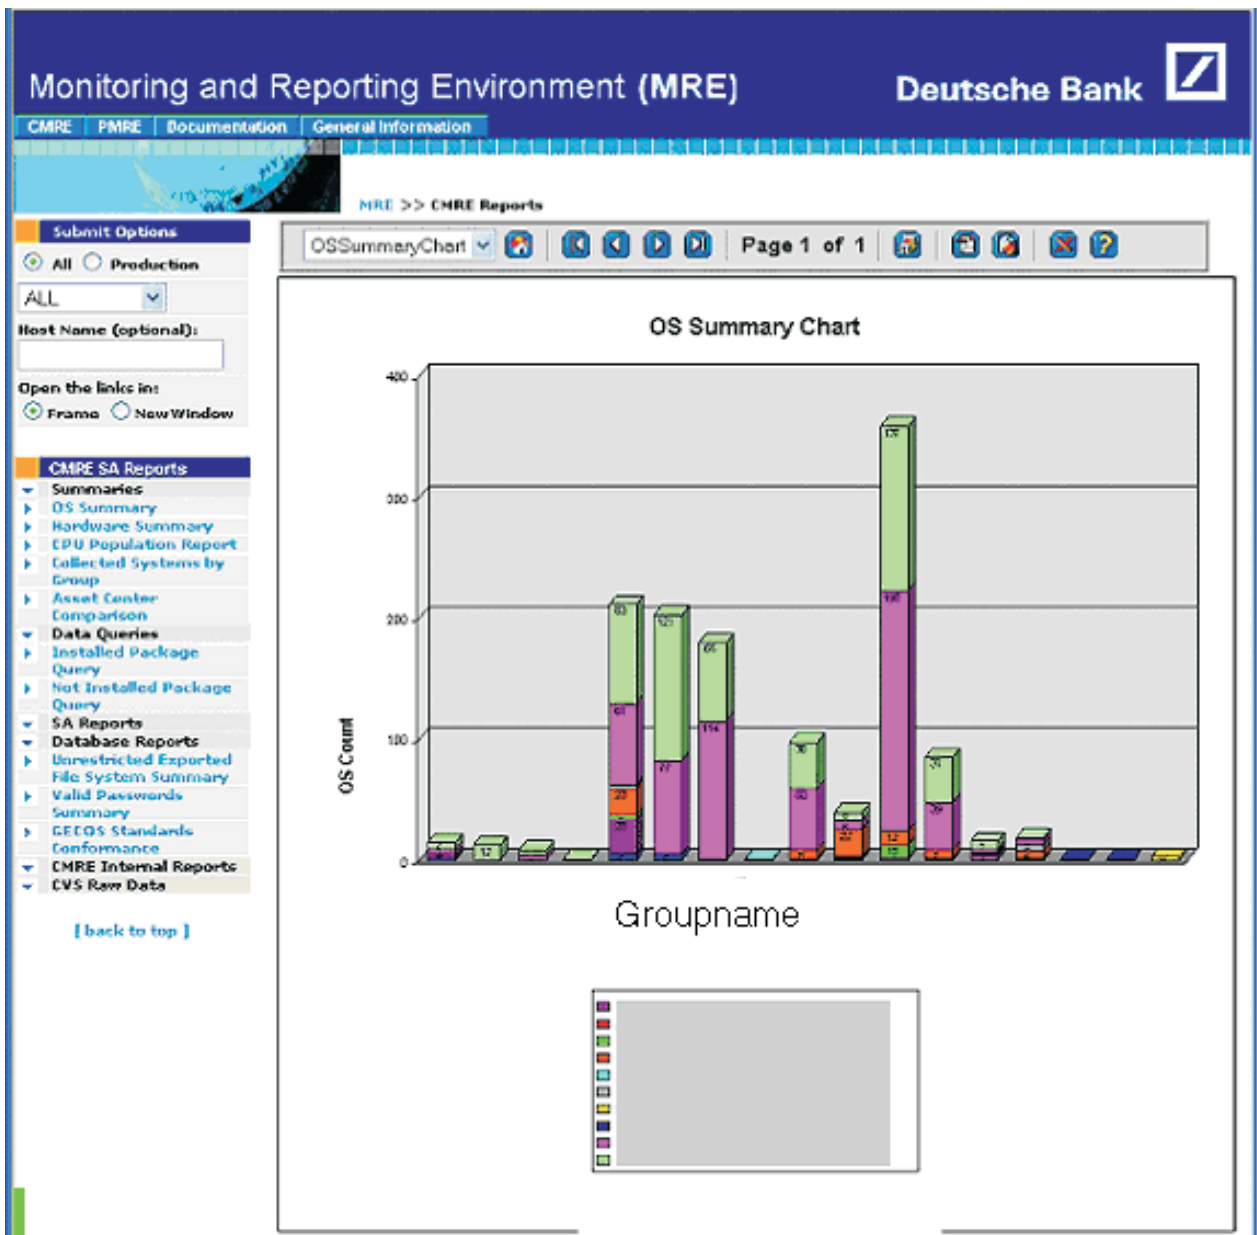 Monitoring and Reporting Environment (MRE)
Deutsche Bank
CMRE PMRE Documentation General Information
MRE >> CMRE Reports
Submit Options
All Production
ALL
Host Name (optional):
Open the links in:
Frame New Window
CMRE SA Reports
Summaries
OS Summary
Hardware Summary
CPU Population Report
Collected Systems by
Group
Asset Center
Comparison
Data Queries
Installed Package
Query
Not Installed Package
Query
SA Reports
Database Reports
Unrestricted Exported
File System Summary
Valid Passwords
Summary
GECOS Standards
Conformance
CMRE Internal Reports
CVS Raw Data
[ back to top ]
OSSummaryChart
Page 1 of 1
?
OS Summary Chart
400
300
200
100
0
OS Count
Groupname